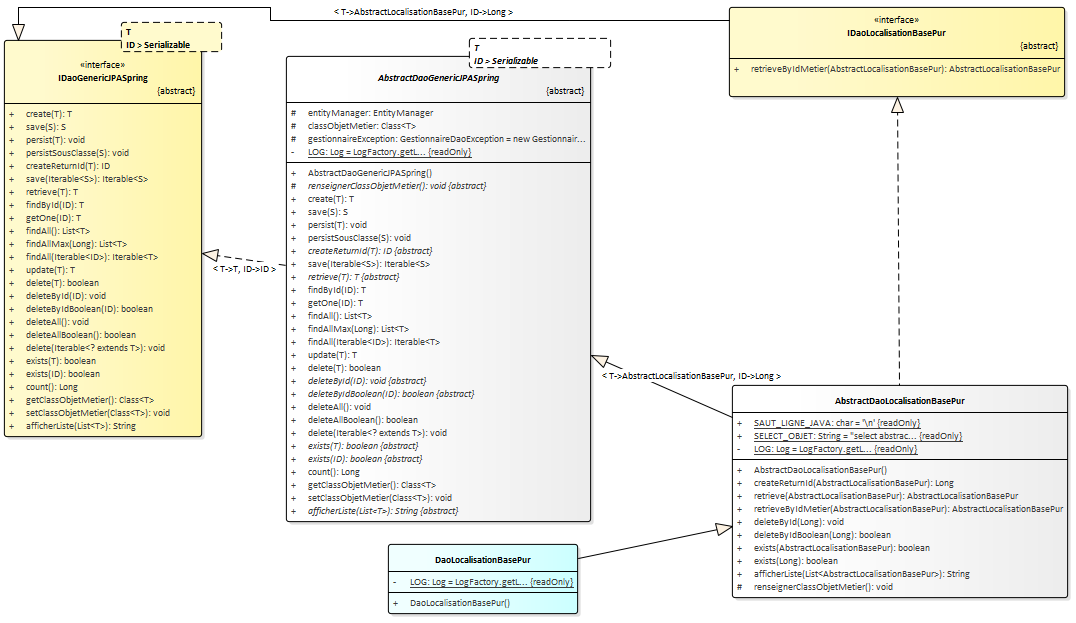 < T->AbstractLocalisationBasePur, ID->Long >
T
ID > Serializable
«interface»
IDaoGenericJPASpring
{abstract}
+ create(T): T
+ save(S): S
+ persist(T): void
+ persistSousClasse(S): void
+ createReturnId(T): ID
+ save(Iterable<S>): Iterable<S>
+ retrieve(T): T
+ findById(ID): T
+ getOne(ID): T
+ findAll(): List<T>
+ findAllMax(Long): List<T>
+ findAll(Iterable<ID>): Iterable<T>
+ update(T): T
+ delete(T): boolean
+ deleteById(ID): void
+ deleteByIdBoolean(ID): boolean
+ deleteAll(): void
+ deleteAllBoolean(): boolean
+ delete(Iterable<? extends T>): void
+ exists(T): boolean
+ exists(ID): boolean
+ count(): Long
+ getClassObjetMetier(): Class<T>
+ setClassObjetMetier(Class<T>): void
+ afficherListe(List<T>): String
< T->T, ID->ID >
T
ID > Serializable
AbstractDaoGenericJPASpring
{abstract}
# entityManager: EntityManager
# classObjetMetier: Class<T>
# gestionnaireException: GestionnaireDaoException = new Gestionnair...
- LOG: Log = LogFactory.getL... {readOnly}
+ AbstractDaoGenericJPASpring()
# renseignerClassObjetMetier(): void {abstract}
+ create(T): T
+ save(S): S
+ persist(T): void
+ persistSousClasse(S): void
+ createReturnId(T): ID {abstract}
+ save(Iterable<S>): Iterable<S>
+ retrieve(T): T {abstract}
+ findById(ID): T
+ getOne(ID): T
+ findAll(): List<T>
+ findAllMax(Long): List<T>
+ findAll(Iterable<ID>): Iterable<T>
+ update(T): T
+ delete(T): boolean
+ deleteById(ID): void {abstract}
+ deleteByIdBoolean(ID): boolean {abstract}
+ deleteAll(): void
+ deleteAllBoolean(): boolean
+ delete(Iterable<? extends T>): void
+ exists(T): boolean {abstract}
+ exists(ID): boolean {abstract}
+ count(): Long
+ getClassObjetMetier(): Class<T>
+ setClassObjetMetier(Class<T>): void
+ afficherListe(List<T>): String {abstract}
«interface»
IDaoLocalisationBasePur
{abstract}
+ retrieveByIdMetier(AbstractLocalisationBasePur): AbstractLocalisationBasePur
< T->AbstractLocalisationBasePur, ID->Long >
AbstractDaoLocalisationBasePur
+ SAUT_LIGNE_JAVA: char = '\n' {readOnly}
+ SELECT_OBJET: String = "select abstrac... {readOnly}
- LOG: Log = LogFactory.getL... {readOnly}
+ AbstractDaoLocalisationBasePur()
+ createReturnId(AbstractLocalisationBasePur): Long
+ retrieve(AbstractLocalisationBasePur): AbstractLocalisationBasePur
+ retrieveByIdMetier(AbstractLocalisationBasePur): AbstractLocalisationBasePur
+ deleteById(Long): void
+ deleteByIdBoolean(Long): boolean
+ exists(AbstractLocalisationBasePur): boolean
+ exists(Long): boolean
+ afficherListe(List<AbstractLocalisationBasePur>): String
# renseignerClassObjetMetier(): void
DaoLocalisationBasePur
- LOG: Log = LogFactory.getL... {readOnly}
+ DaoLocalisationBasePur()